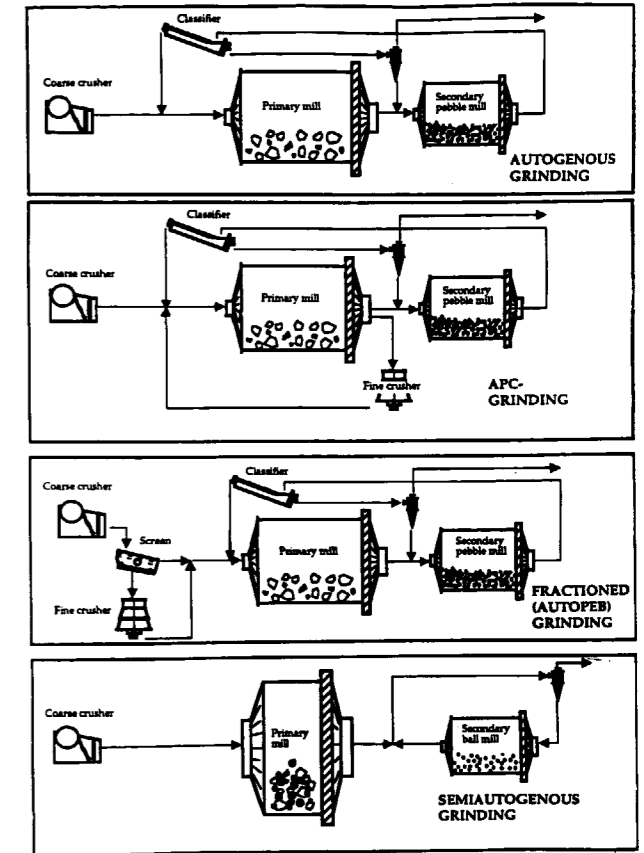 Classifier
Coarse crusher
Primary mill
Secondary
pebble mill
AUTOGENOUS
GRINDING
Classifier
Coarse crusher
Primary mill
Secondary
pebble mill
Fine crusher
APC-
GRINDING
Classifier
Coarse crusher
Screen
Primary mill
Secondary
pebble mill
Fine crusher
FRACTIONED
(AUTOPEB)
GRINDING
Coarse crusher
Primary
mill
Secondary
ball mill
SEMIAUTOGENOUS
GRINDING